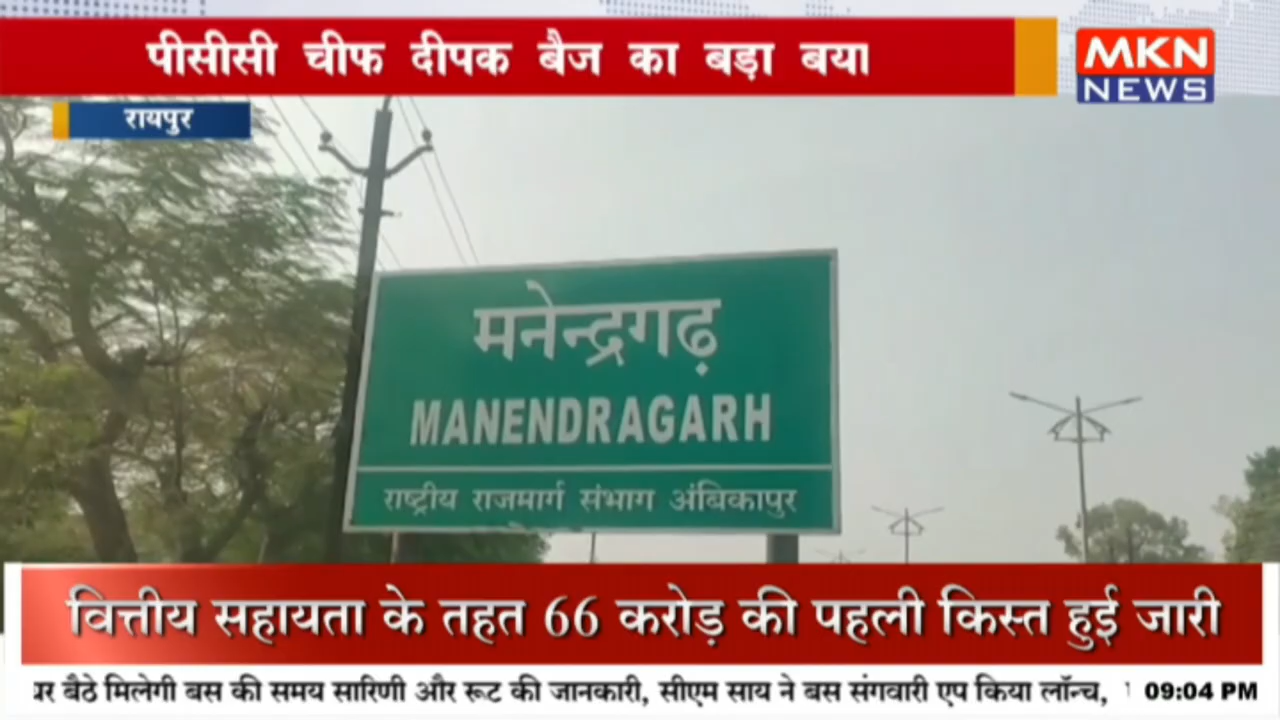 पीसीसी चीफ दीपक बैज का बड़ा बया
MKN
NEWS
रायपुर
मनेन्द्रगढ़
MANENDRAGARH
राष्ट्रीय राजमार्ग संभाग अंबिकापुर
वित्तीय सहायता के तहत 66 करोड़ की पहली किस्त हुई जारी
बैठे मिलेगी बस की समय सारिणी और रूट की जानकारी, सीएम साय ने बस संगवारी एप किया लॉन्च,
09:04 PM